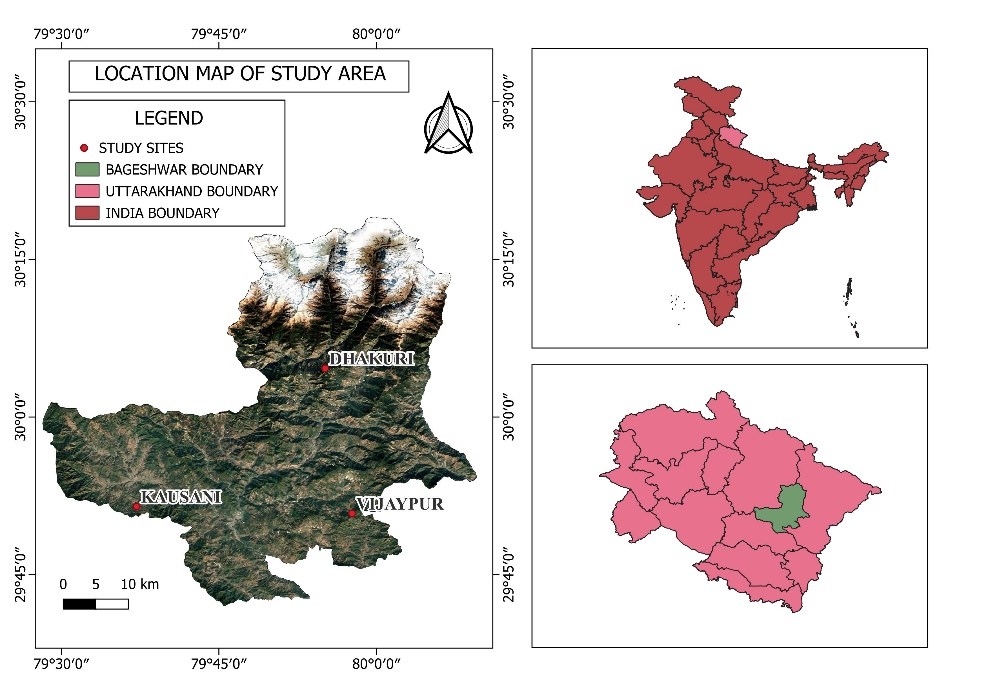 79°30′0″ 79°45′0″ 80°0′0″
LOCATION MAP OF STUDY AREA
LEGEND
STUDY SITES
BAGESHWAR BOUNDARY
UTTARAKHAND BOUNDARY
INDIA BOUNDARY
30°30′0″
30°30′0″
30°15′0″
30°15′0″
DHAKURI
30°0′0″
30°0′0″
KAUSANI
VIJAYPUR
29°45′0″
29°45′0″
0 5 10 km
79°30′0″ 79°45′0″ 80°0′0″